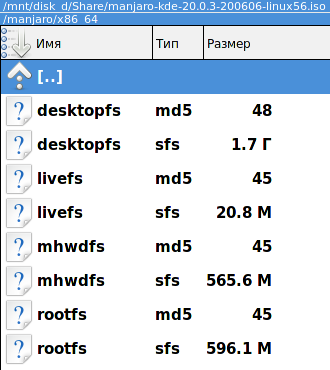 /mnt/disk_d/Share/manjaro-kde-20.0.3-200606-linux56.iso
/manjaro/x86_64
Имя Тип Размер
[..]
desktopfs md5 48
desktopfs sfs 1.7 Г
livefs md5 45
livefs sfs 20.8 М
mhwdfs md5 45
mhwdfs sfs 565.6 М
rootfs md5 45
rootfs sfs 596.1 М